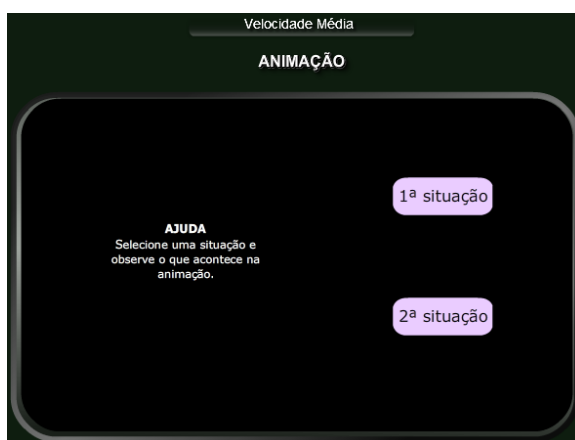 Velocidade Média
ANIMAÇÃO
AJUDA
Selecione uma situação e
observe o que acontece na
animação.
1ª situação
2ª situação